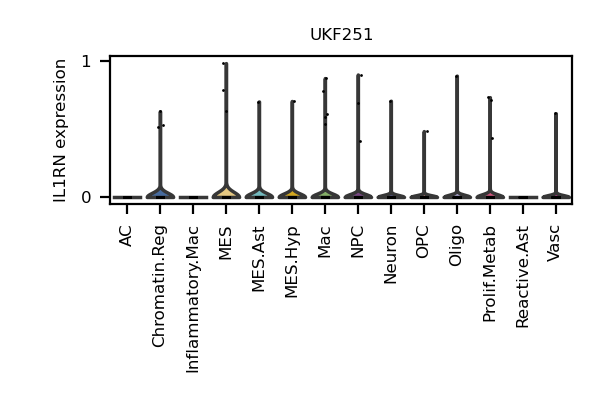 UKF251
IL1RN expression
1
0
AC
Chromatin.Reg
Inflammatory.Mac
MES
MES.Ast
MES.Hyp
Mac
NPC
Neuron
OPC
Oligo
Prolif.Metab
Reactive.Ast
Vasc